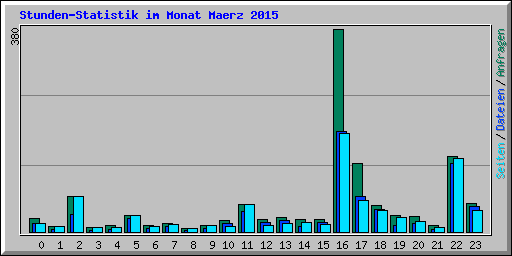 Stunden-Statistik im Monat Maerz 2015
380
Seiten / Dateien / Anfragen
0 1 2 3 4 5 6 7 8 9 10 11 12 13 14 15 16 17 18 19 20 21 22 23